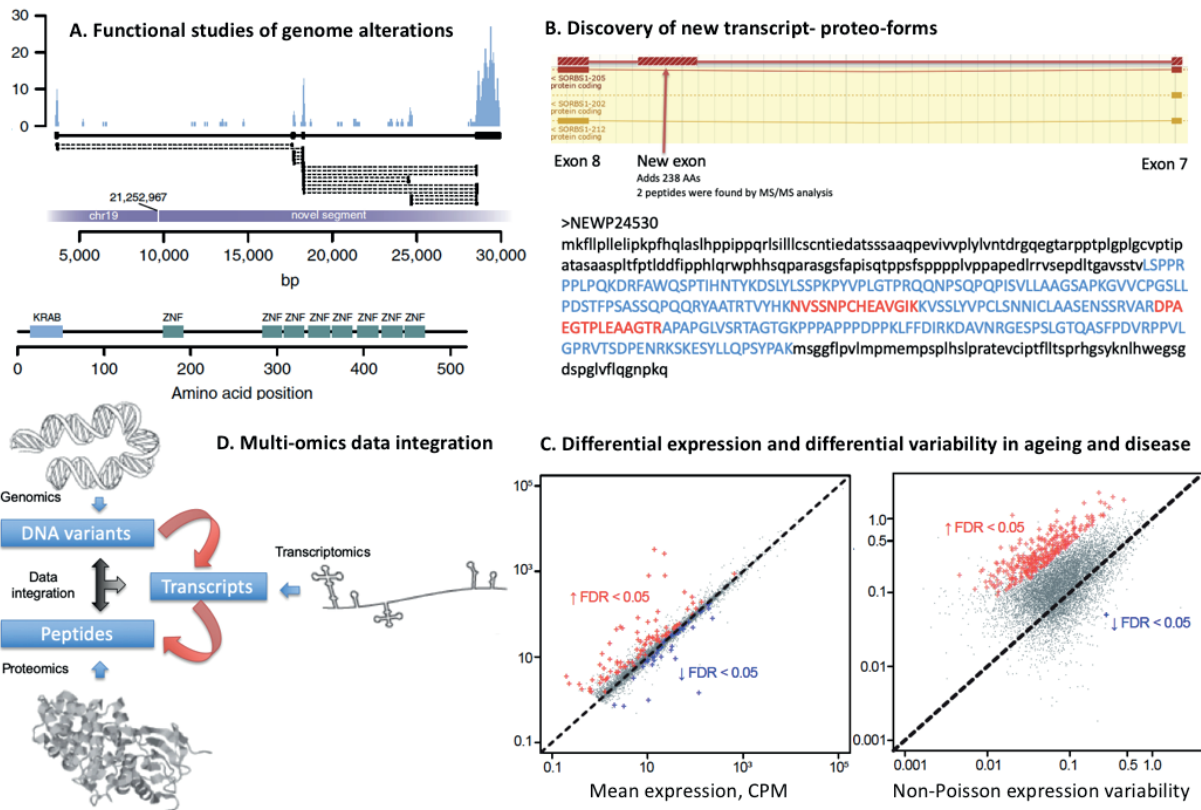 A. Functional studies of genome alterations
30
20
10
0
21,252,967
chr19
novel segment
5,000
10,000
15,000
20,000
25,000
30,000
bp
KRAB
ZNF
ZNF
ZNF
ZNF
ZNF
ZNF
ZNF
ZNF
0
100
200
300
400
500
Amino acid position
B. Discovery of new transcript- proteo-forms
< SORBS1-205
protein coding
< SORBS1-202
protein coding
< SORBS1-212
protein coding
Exon 8
New exon
Exon 7
Adds 238 AAs
2 peptides were found by MS/MS analysis
>NEWP24530
mkfllpllelipkpfhqlaslhppippqrlsilllcscntiedatsssaaqpevivvplylvntdrgqegtarpptplgplgcvptip
patasaaspltfptlddfipphlqrwphhsqparasgsfapisqtppsfspppplvppapedlrrvsepdltgavsstvLSPPR
PPPLPQKDRFAWQSPTIHNTYKDSLYLSSPKPYVPLGTPRQQNPSQPQPISVLLAAGSAPKGVVCPGSLL
PDSTFPSASSQPQQRYAATRTVYHKNVSSNPCHEAVGIKKVSSLYVPCLSNNICLAASENSSRVARDPA
EGTPLEAAGTRAPAPGLVSRTAGTGKPPPAPPPDPPKLFFDIRKDAVNRGESPSLGTQASFPDVRPPVL
GPRVTSDPENRKSKESYLLQPSYPAKmsggflpvlmpmempsplhslpratevciptflltsprhgsyknlhwegsg
dspglvflqgnpkq
D. Multi-omics data integration
Genomics
DNA variants
Data
integration
Transcriptomics
Transcripts
Peptides
Proteomics
C. Differential expression and differential variability in ageing and disease
10⁵
10³
10
0.1
↑ FDR < 0.05
↓ FDR < 0.05
0.1
10
10³
10⁵
Mean expression, CPM
1.0
0.5
0.1
0.01
0.001
↑ FDR < 0.05
↓ FDR < 0.05
0.001
0.01
0.1
0.5
1.0
Non-Poisson expression variability